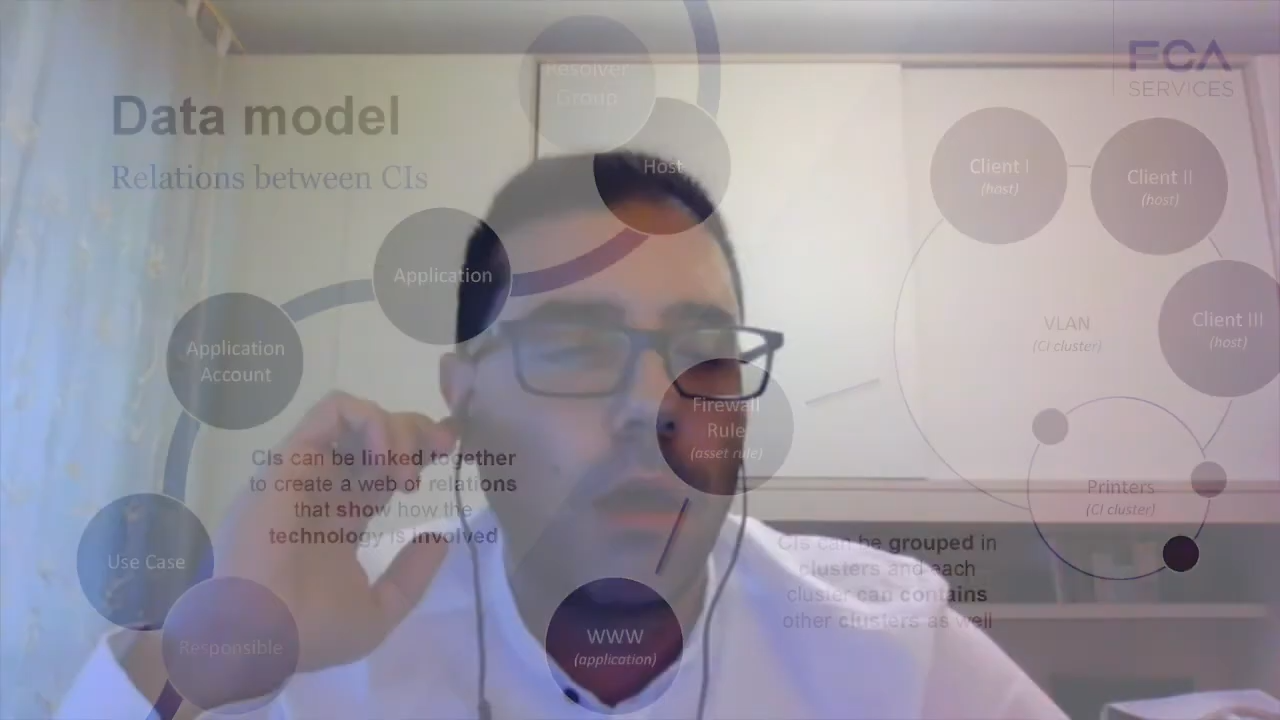 Resolver
Group
FCA
SERVICES
Data model
Relations between CIs
Host
Client I
(host)
Client II
(host)
Application
Client III
(host)
VLAN
(CI cluster)
Application
Account
Firewall
Rule
(asset rule)
CIs can be linked together
to create a web of relations
that show how the
technology is involved
Printers
(CI cluster)
Use Case
CIs can be grouped in
clusters and each
cluster can contains
other clusters as well
Responsible
WWW
(application)